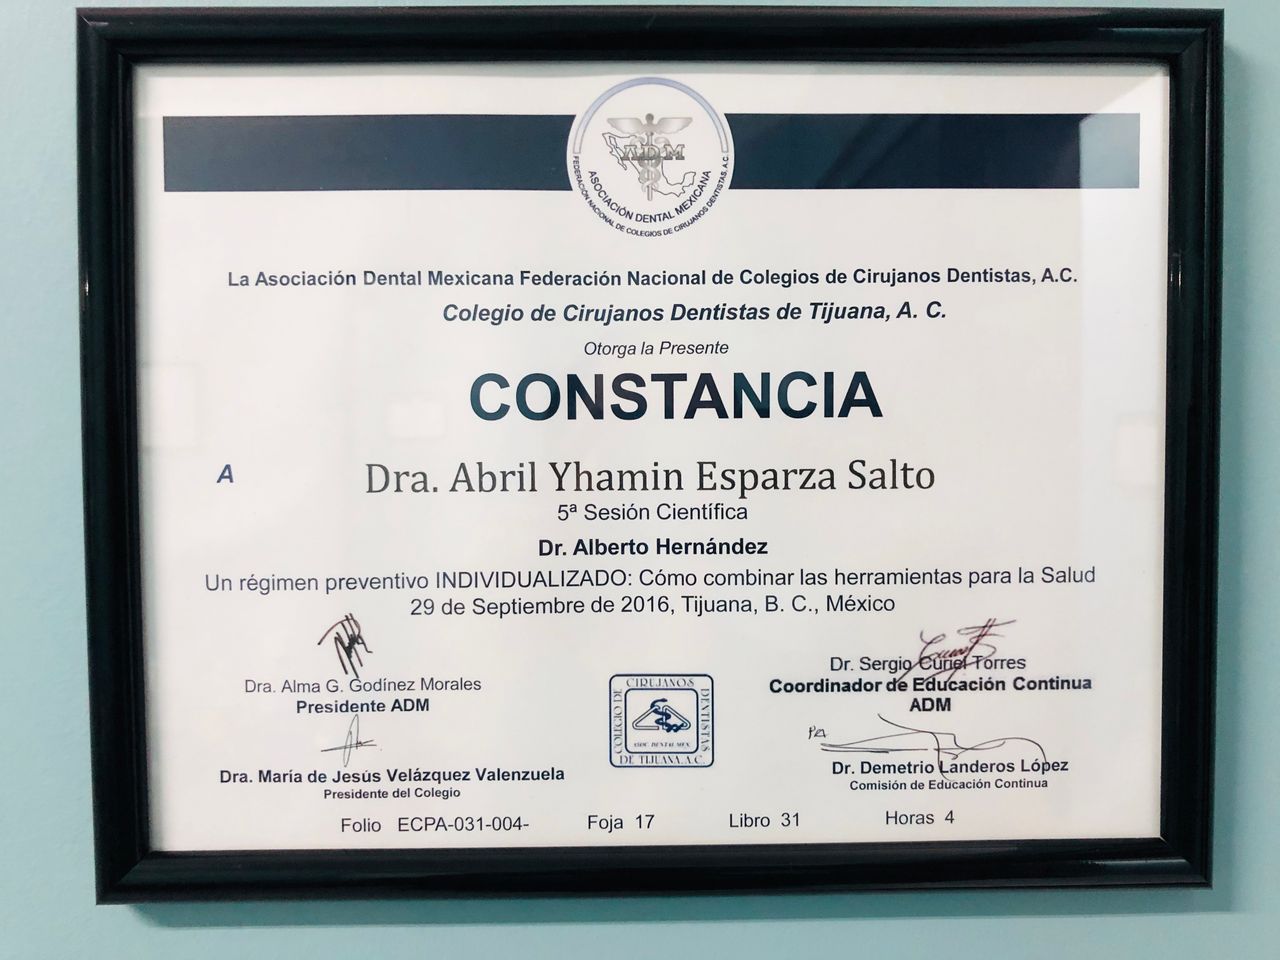 ADM
ASOCIACIÓN DENTAL MEXICANA
FEDERACIÓN NACIONAL DE COLEGIOS DE CIRUJANOS DENTISTAS, A.C.
La Asociación Dental Mexicana Federación Nacional de Colegios de Cirujanos Dentistas, A.C.
Colegio de Cirujanos Dentistas de Tijuana, A. C.
Otorga la Presente
CONSTANCIA
A Dra. Abril Yhamin Esparza Salto
5ª Sesión Científica
Dr. Alberto Hernández
Un régimen preventivo INDIVIDUALIZADO: Cómo combinar las herramientas para la Salud
29 de Septiembre de 2016, Tijuana, B. C., México
Dra. Alma G. Godínez Morales
Presidente ADM
Dr. Sergio Curiel Torres
Coordinador de Educación Continua
ADM
Dra. María de Jesús Velázquez Valenzuela
Presidente del Colegio
COLEGIO DE CIRUJANOS DENTISTAS DE TIJUANA, A.C.
ASOC. DENTAL MEX.
Dr. Demetrio Landeros López
Comisión de Educación Continua
Folio ECPA-031-004- Foja 17 Libro 31 Horas 4